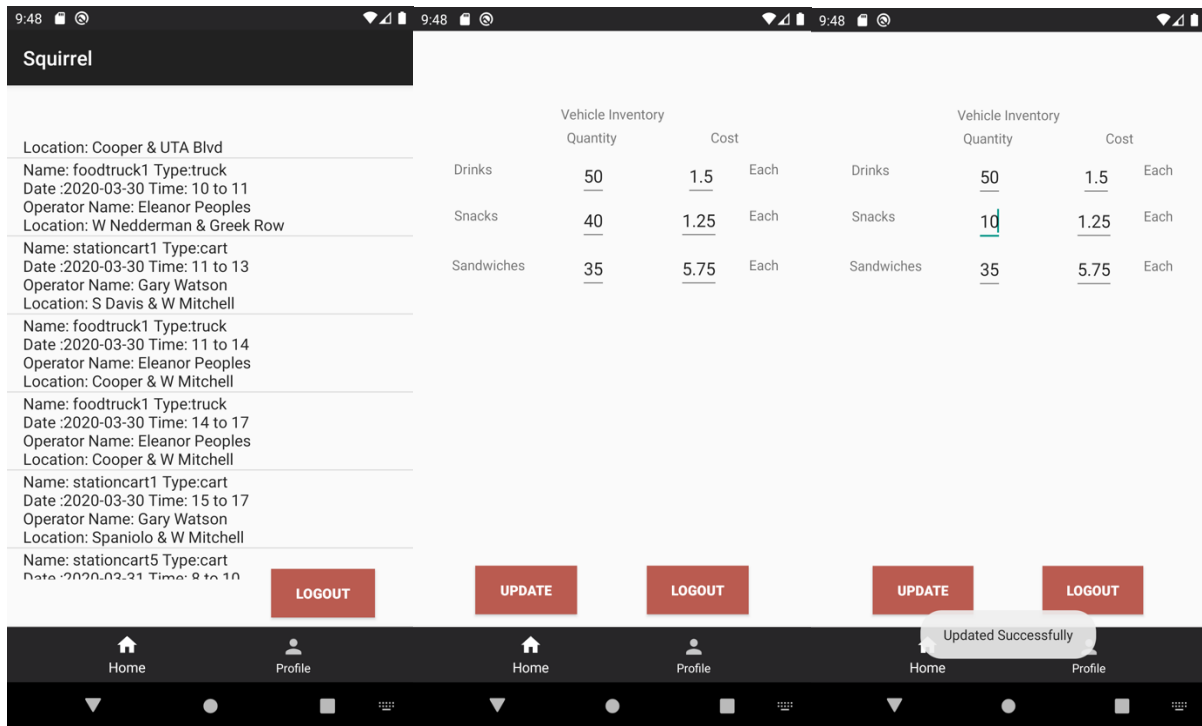 9:48
Squirrel
Location: Cooper & UTA Blvd
Name: foodtruck1 Type:truck
Date :2020-03-30 Time: 10 to 11
Operator Name: Eleanor Peoples
Location: W Nedderman & Greek Row
Name: stationcart1 Type:cart
Date :2020-03-30 Time: 11 to 13
Operator Name: Gary Watson
Location: S Davis & W Mitchell
Name: foodtruck1 Type:truck
Date :2020-03-30 Time: 11 to 14
Operator Name: Eleanor Peoples
Location: Cooper & W Mitchell
Name: foodtruck1 Type:truck
Date :2020-03-30 Time: 14 to 17
Operator Name: Eleanor Peoples
Location: Cooper & W Mitchell
Name: stationcart1 Type:cart
Date :2020-03-30 Time: 15 to 17
Operator Name: Gary Watson
Location: Spaniolo & W Mitchell
Name: stationcart5 Type:cart
Date :2020-03-31 Time: 8 to 10
LOGOUT
Home Profile
9:48
Vehicle Inventory
Quantity Cost
Drinks 50 1.5 Each
Snacks 40 1.25 Each
Sandwiches 35 5.75 Each
UPDATE LOGOUT
Home Profile
9:48
Vehicle Inventory
Quantity Cost
Drinks 50 1.5 Each
Snacks 10 1.25 Each
Sandwiches 35 5.75 Each
UPDATE LOGOUT
Updated Successfully
Home Profile